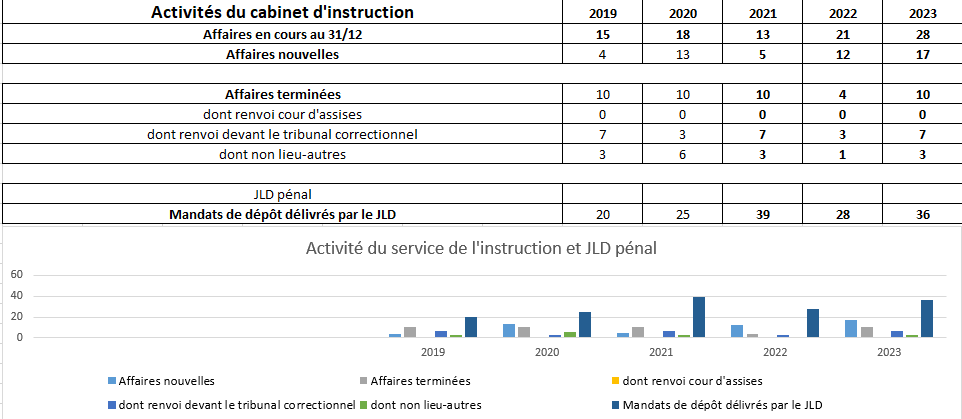 Activités du cabinet d'instruction 2019 2020 2021 2022 2023
Affaires en cours au 31/12 15 18 13 21 28
Affaires nouvelles 4 13 5 12 17
Affaires terminées 10 10 10 4 10
dont renvoi cour d'assises 0 0 0 0 0
dont renvoi devant le tribunal correctionnel 7 3 7 3 7
dont non lieu-autres 3 6 3 1 3
JLD pénal
Mandats de dépôt délivrés par le JLD 20 25 39 28 36
Activité du service de l'instruction et JLD pénal
60
40
20
0
2019 2020 2021 2022 2023
Affaires nouvelles Affaires terminées dont renvoi cour d'assises
dont renvoi devant le tribunal correctionnel dont non lieu-autres Mandats de dépôt délivrés par le JLD